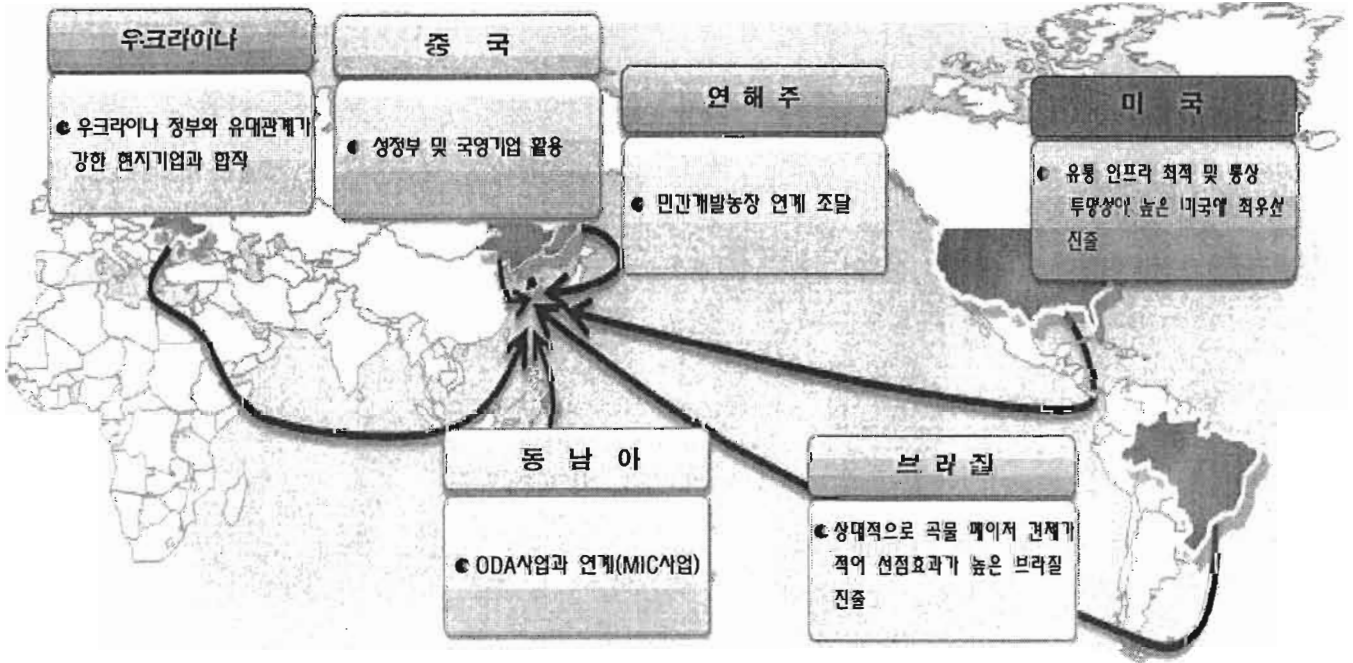 우크라이나
● 우크라이나 정부와 유대관계가
강한 현지기업과 합작
중 국
● 성정부 및 국영기업 활용
연 해 주
● 민간개발농장 연계 조달
미 국
● 유통 인프라 최적 및 통상
투명성이 높은 미국에 최우선
진출
동 남 아
● ODA사업과 연계(MIC사업)
브 라 질
● 상대적으로 곡물 메이저 견제가
적어 선점효과가 높은 브라질
진출